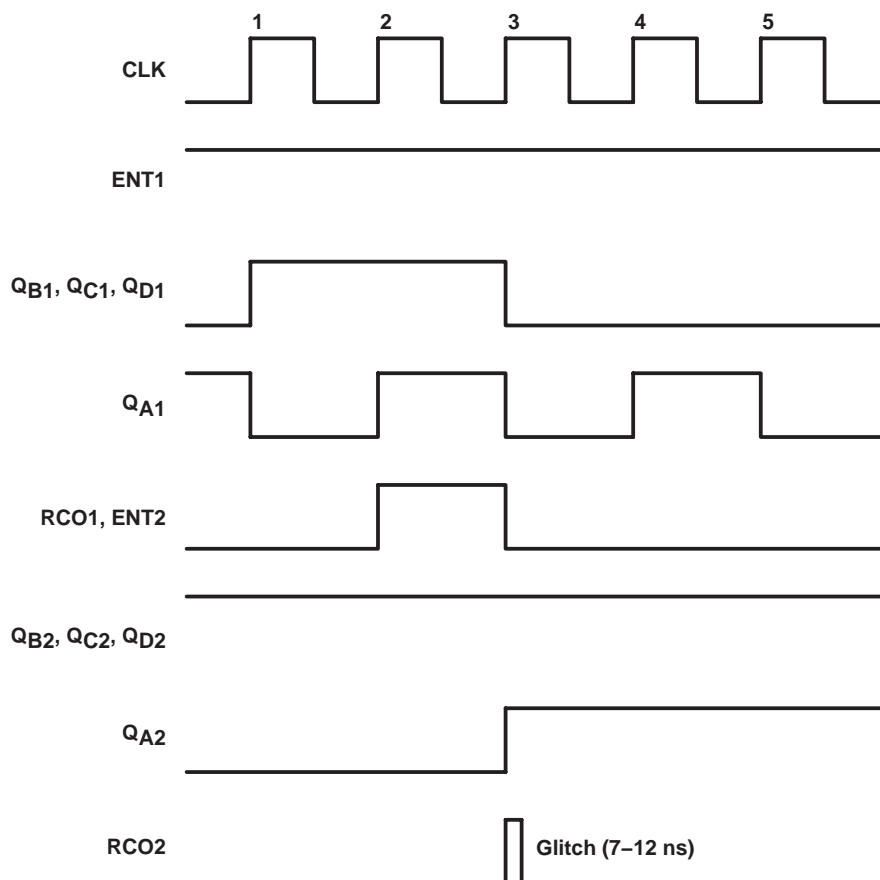 1 2 3 4 5
CLK
ENT1
QB1, QC1, QD1
QA1
RCO1, ENT2
QB2, QC2, QD2
QA2
RCO2 Glitch (7–12 ns)